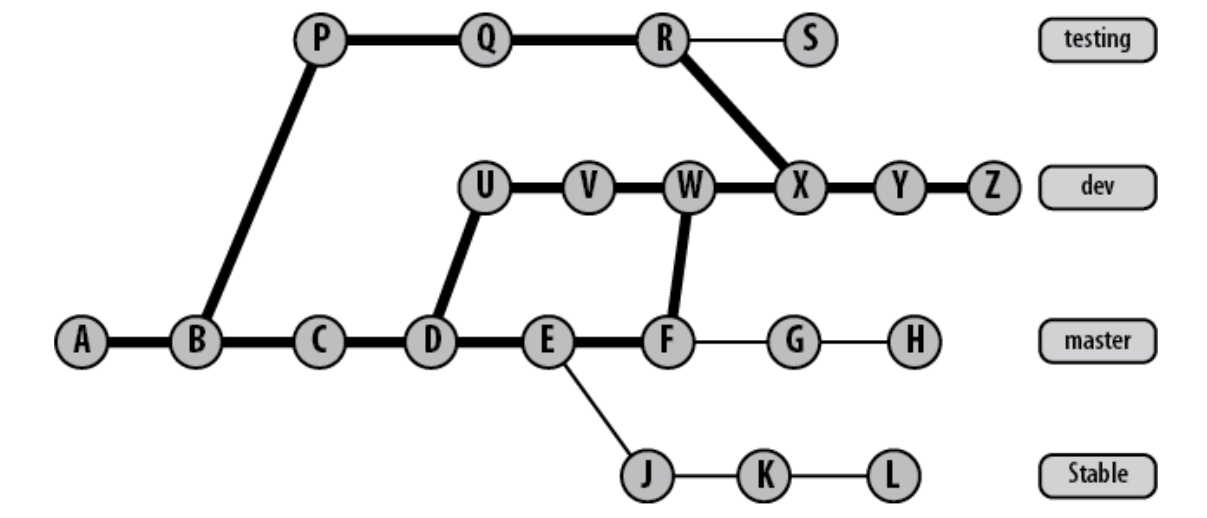 P Q R S testing
U V W X Y Z dev
A B C D E F G H master
J K L Stable